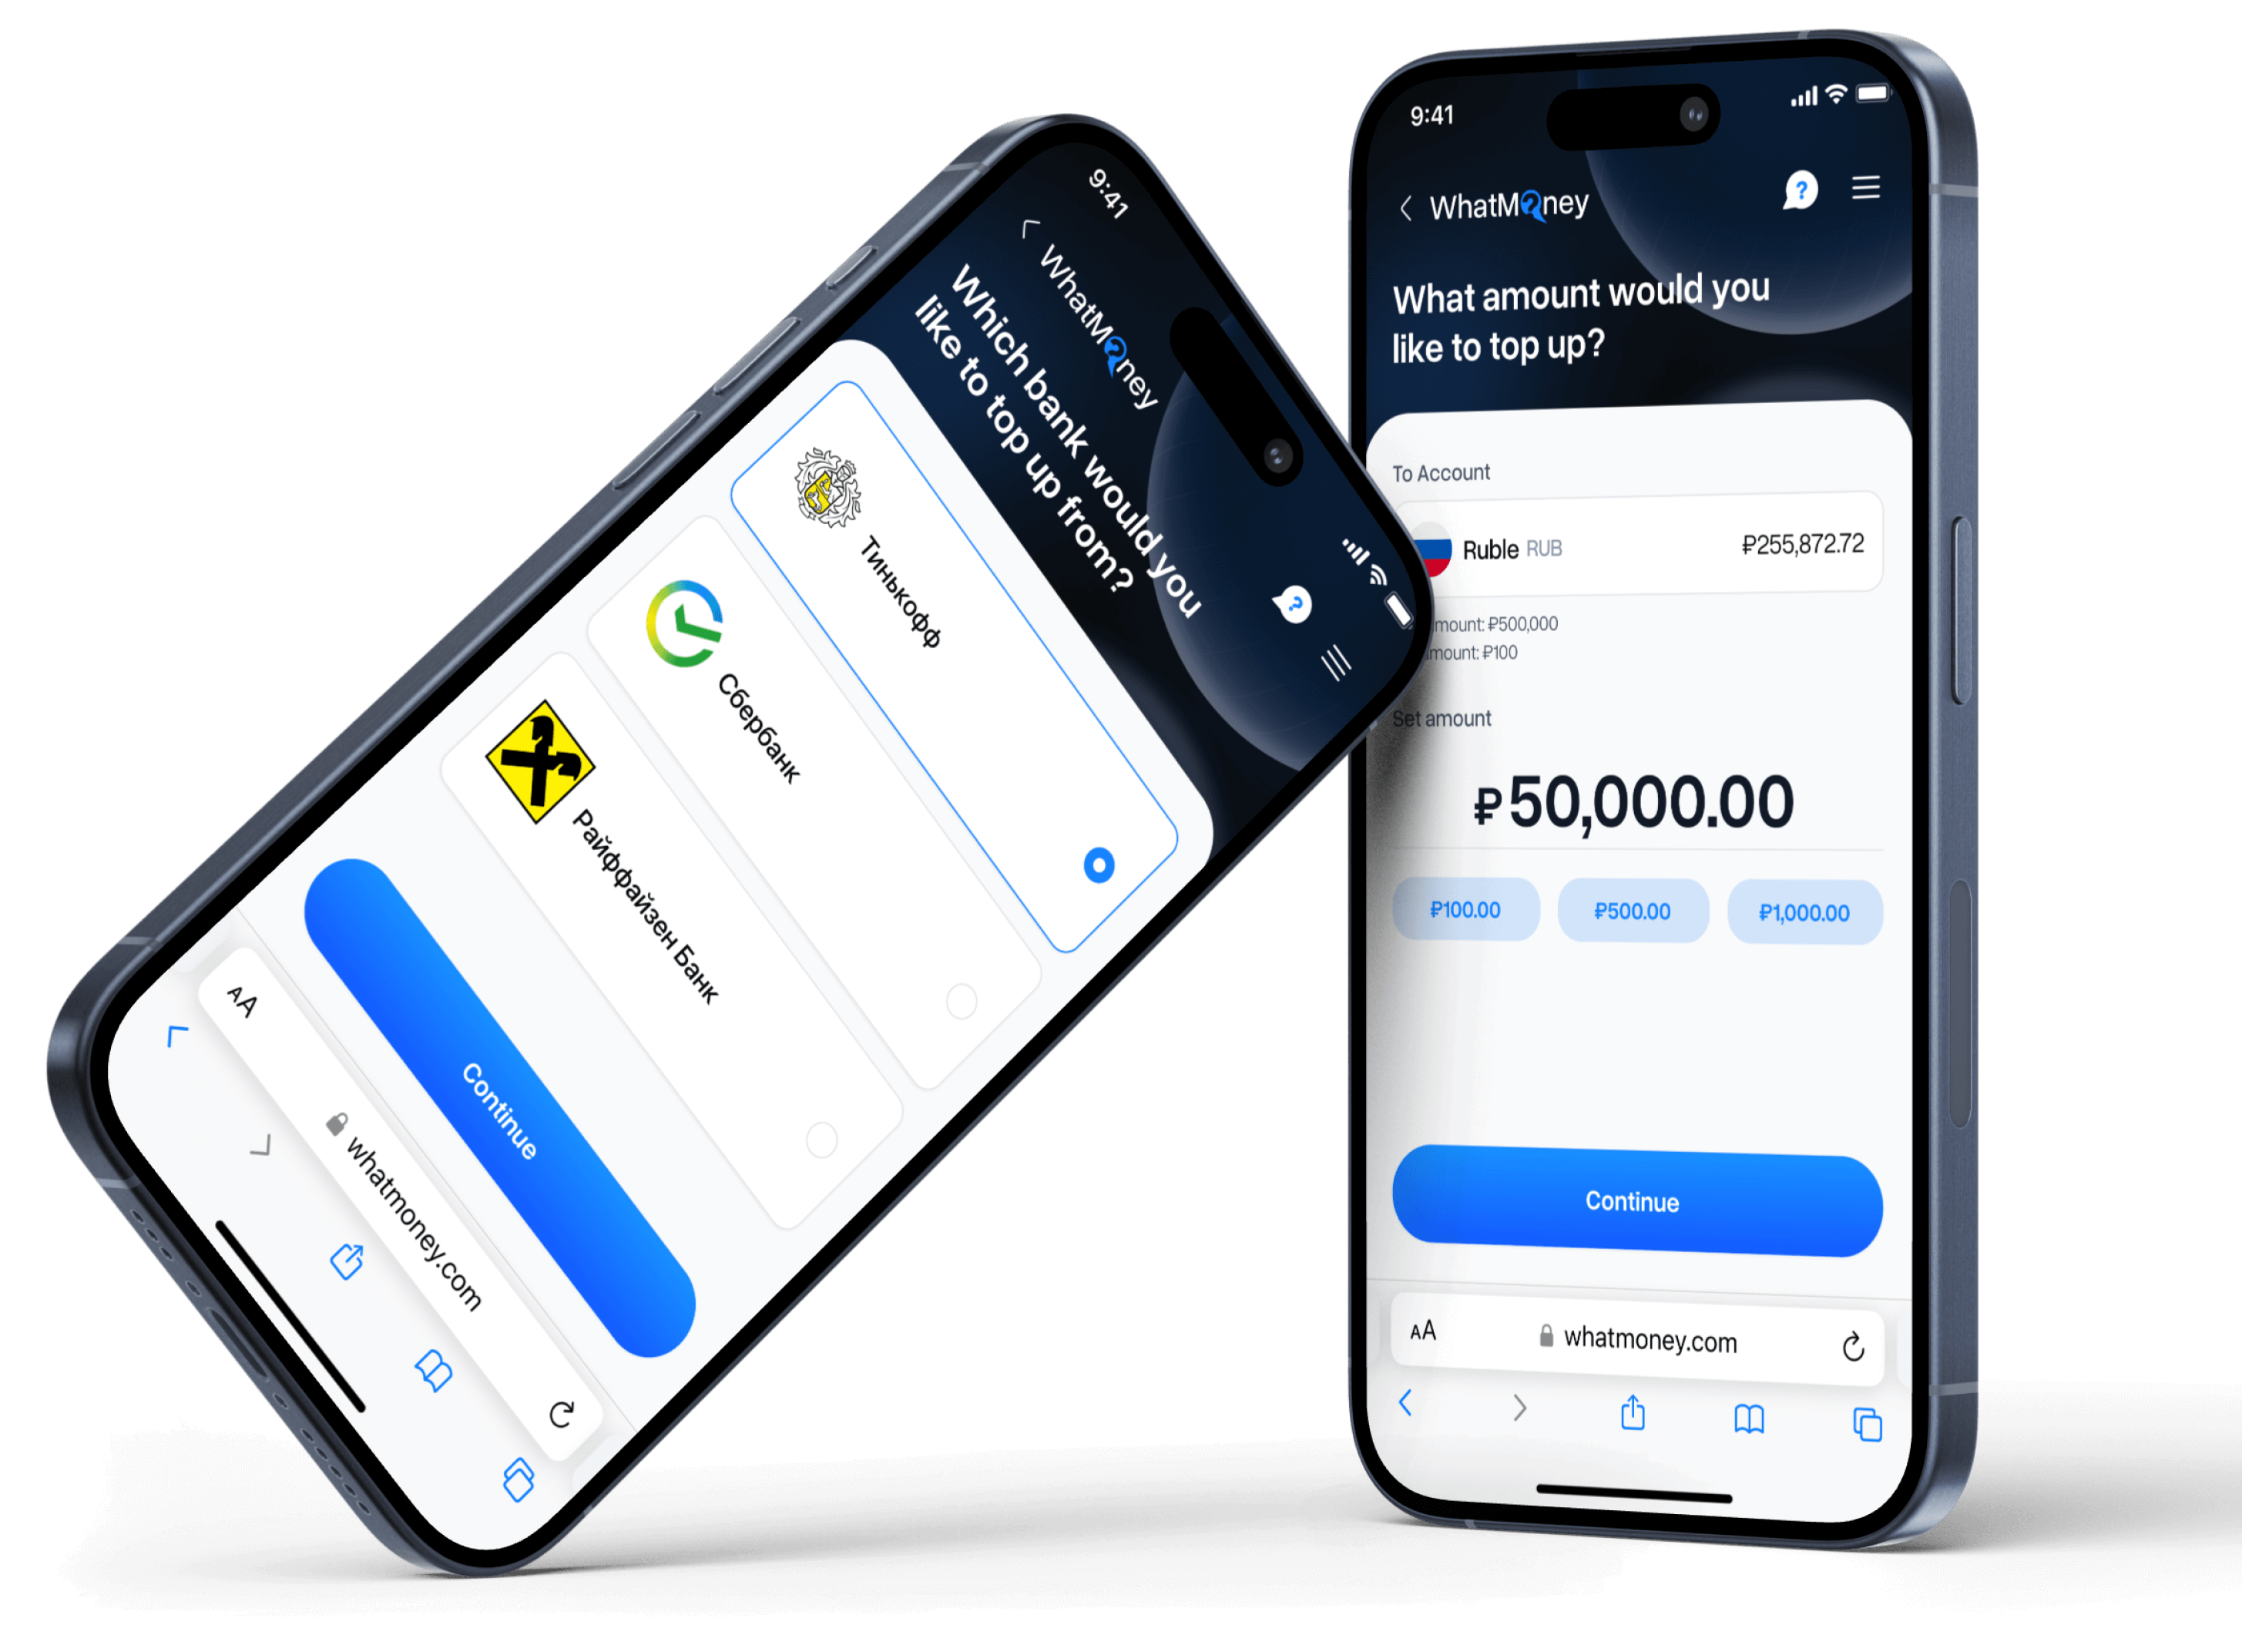 9:41
WhatMoney
Which bank would you
like to top up from?
Тинькофф
Сбербанк
Райффайзен Банк
Continue
AA
whatmoney.com
9:41
WhatMoney
What amount would you
like to top up?
To Account
Ruble RUB
₽255,872.72
mount: ₽500,000
mount: ₽100
Set amount
₽50,000.00
₽100.00
₽500.00
₽1,000.00
Continue
AA
whatmoney.com